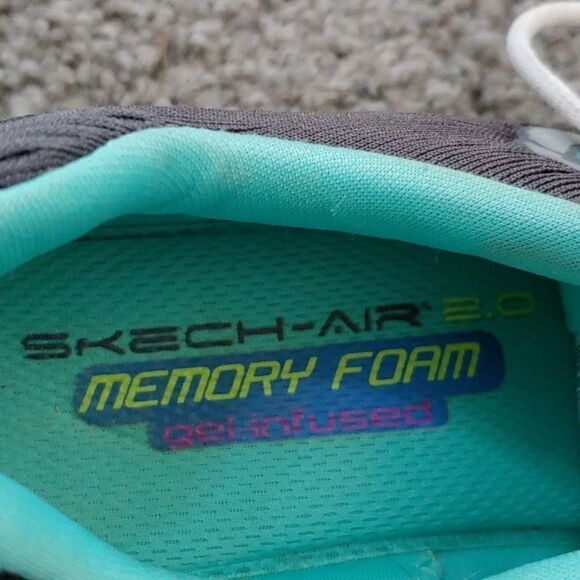 SKECH-AIR® 2.0
MEMORY FOAM
gel-infused